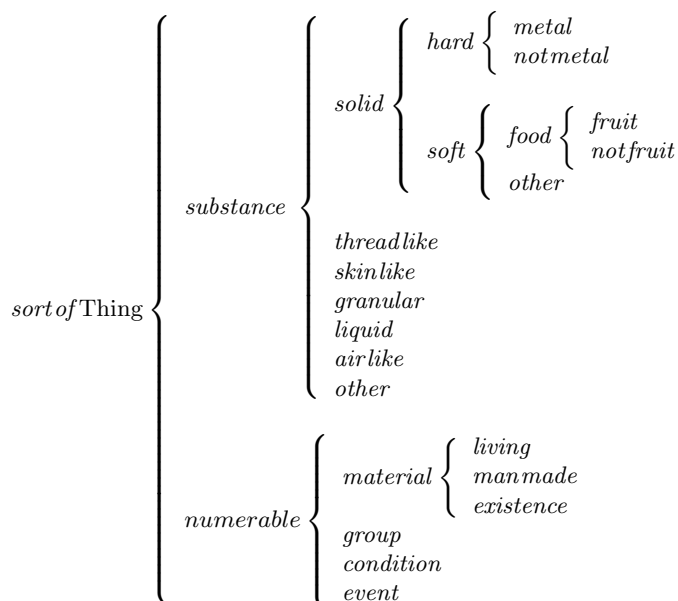 metal
hard
notmetal
solid
fruit
food
soft
notfruit
other
substance
threadlike
skinlike
granular
sort of Thing
liquid
airlike
other
living
material
manmade
existence
numerable
group
condition
event